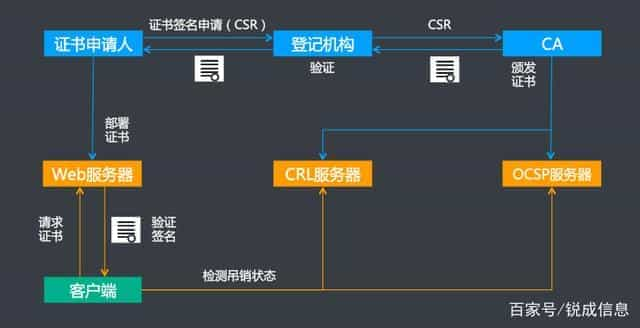 证书签名申请（CSR）
CSR
证书申请人
登记机构
CA
验证
颁发
证书
部署
证书
Web服务器
CRL服务器
OCSP服务器
请求
证书
验证
签名
检测吊销状态
客户端
百家号/锐成信息